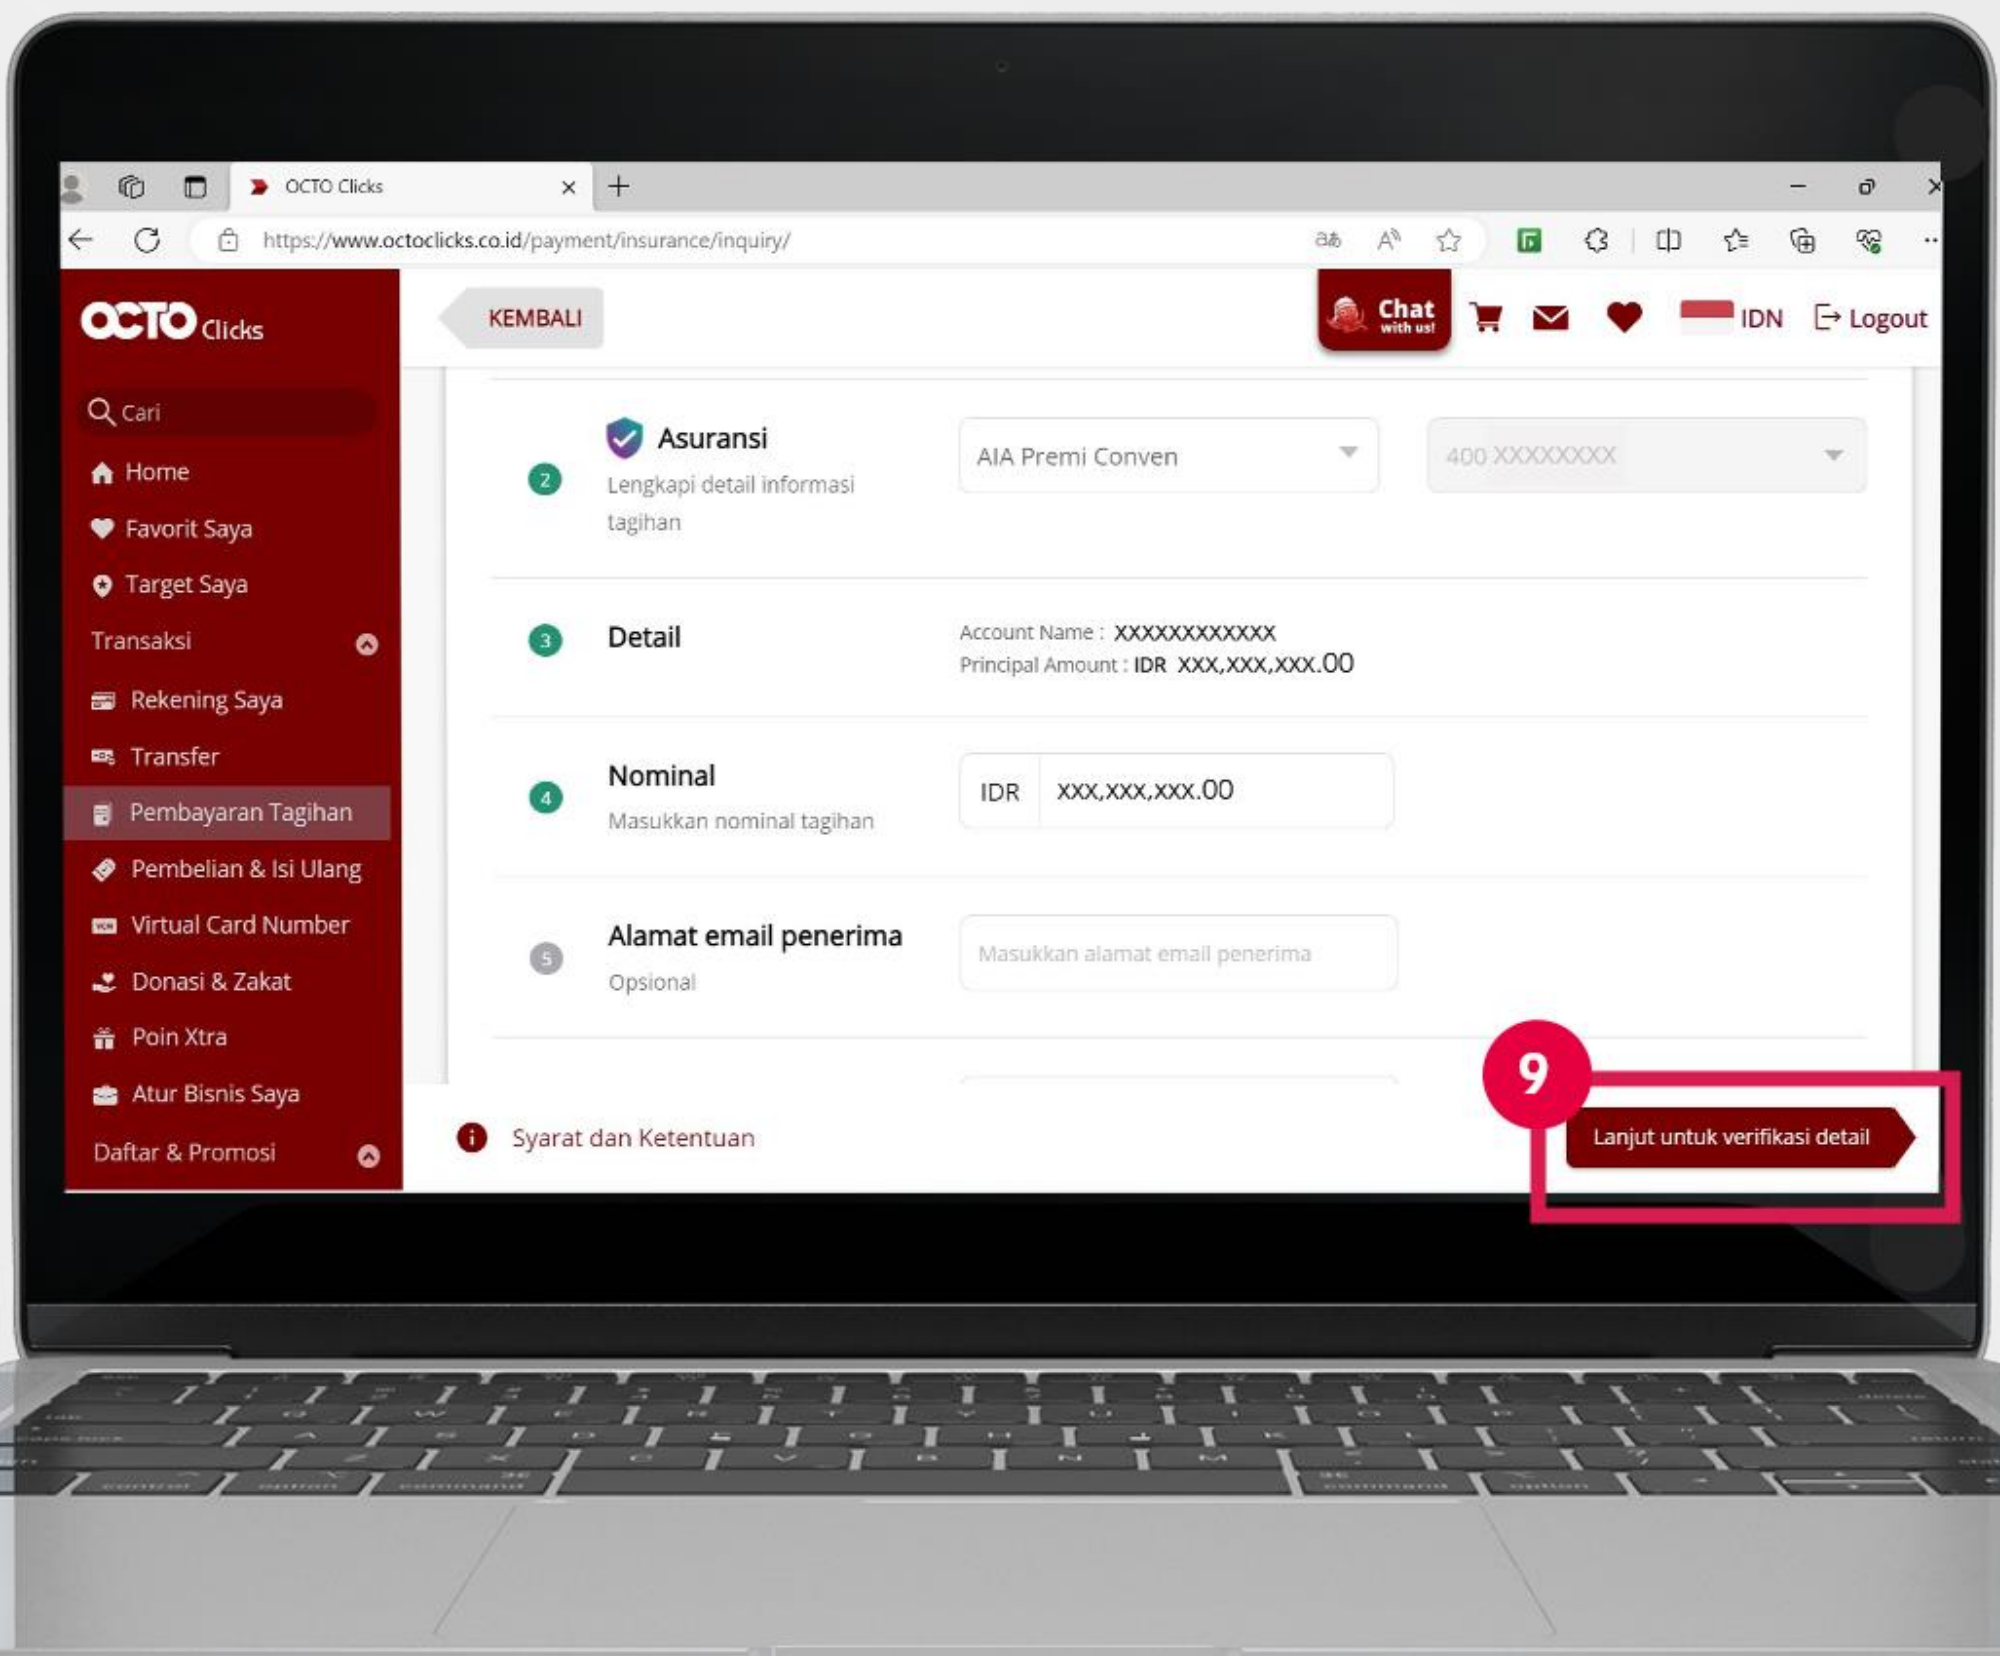 OCTO Clicks
https://www.octoclicks.co.id/payment/insurance/inquiry/
OCTO Clicks
KEMBALI
Chat
with us!
IDN
Logout
Cari
Home
Favorit Saya
Target Saya
Transaksi
Rekening Saya
Transfer
Pembayaran Tagihan
Pembelian & Isi Ulang
Virtual Card Number
Donasi & Zakat
Poin Xtra
Atur Bisnis Saya
Daftar & Promosi
2
Asuransi
Lengkapi detail informasi
tagihan
AIA Premi Conven
400 XXXXXXXX
3
Detail
Account Name : XXXXXXXXXXXX
Principal Amount : IDR XXX,XXX,XXX.00
4
Nominal
Masukkan nominal tagihan
IDR
XXX,XXX,XXX.00
5
Alamat email penerima
Opsional
Masukkan alamat email penerima
Syarat dan Ketentuan
9
Lanjut untuk verifikasi detail